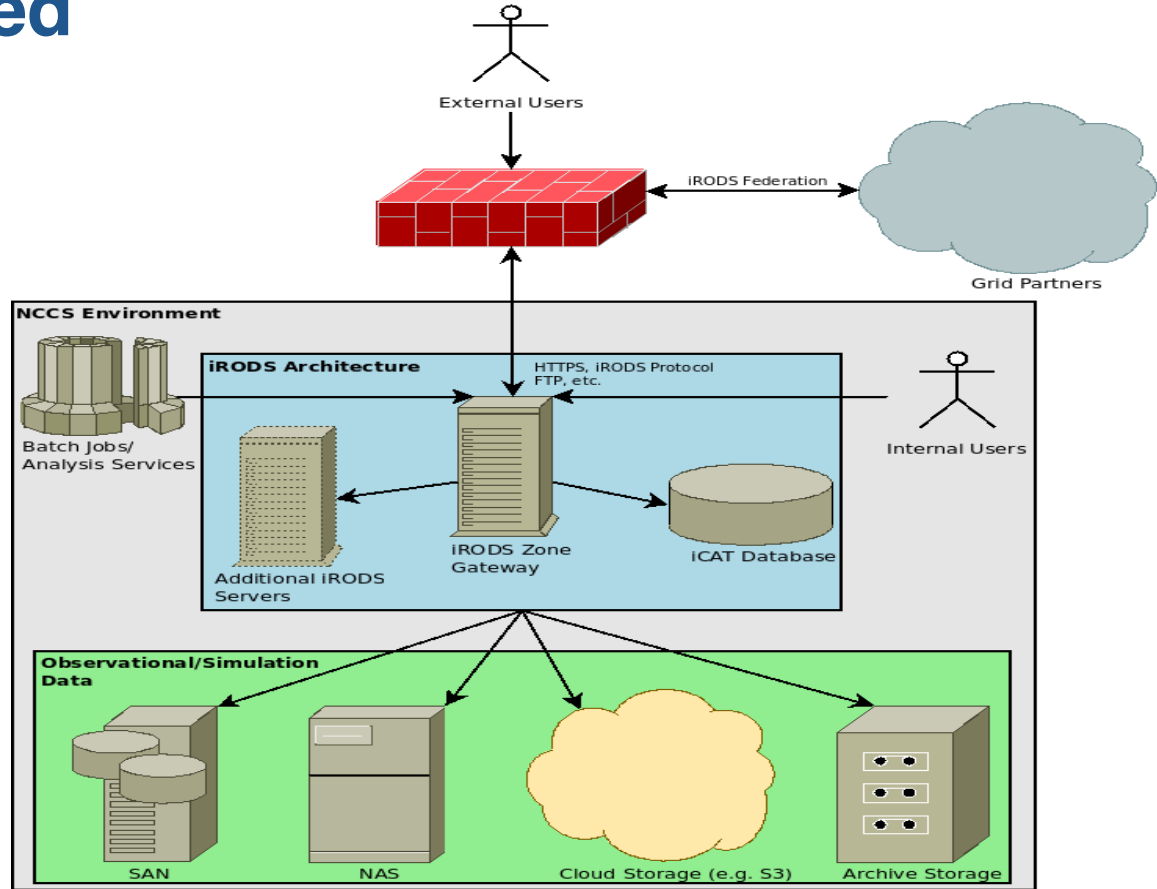 ed
External Users
iRODS Federation
Grid Partners
NCCS Environment
iRODS Architecture
HTTPS, iRODS Protocol
FTP, etc.
Batch Jobs/
Analysis Services
Internal Users
iRODS Zone
Gateway
iCAT Database
Additional iRODS
Servers
Observational/Simulation
Data
SAN
NAS
Cloud Storage (e.g. S3)
Archive Storage